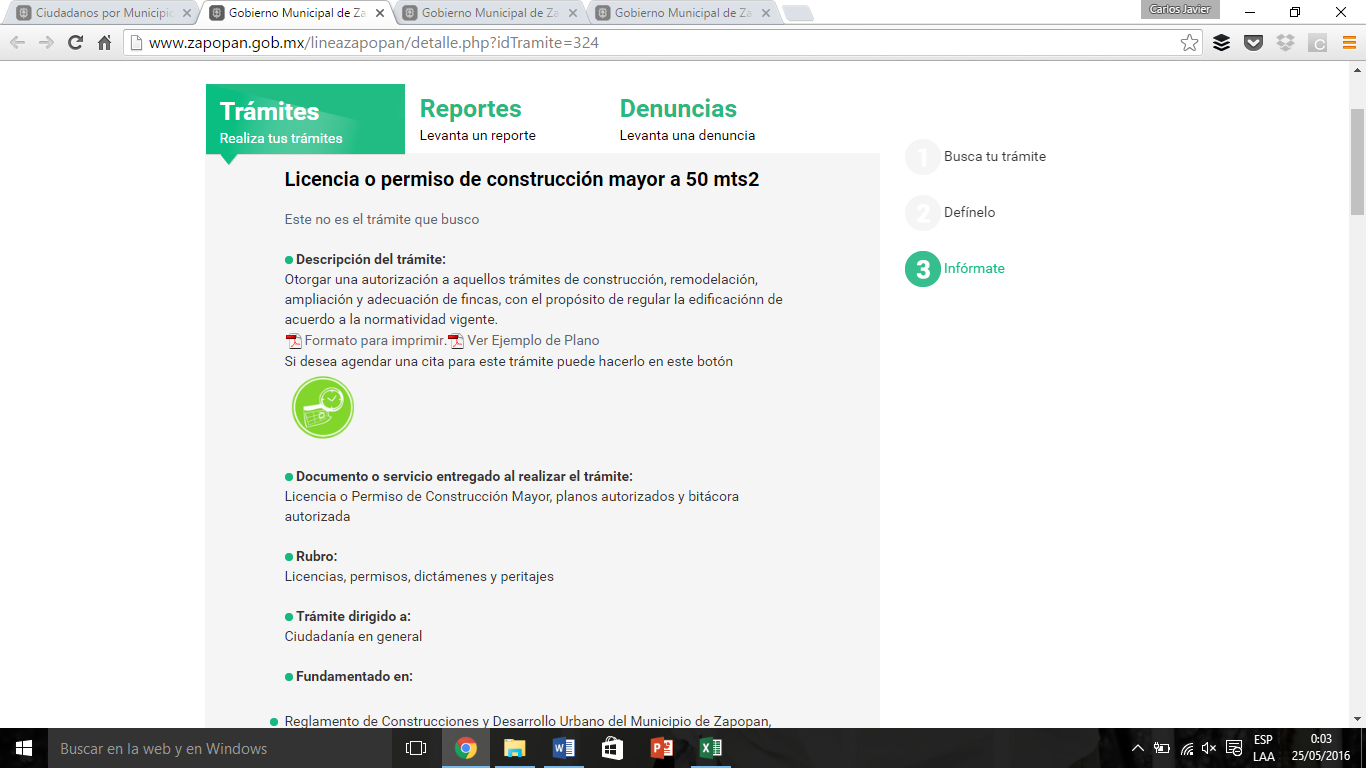 Ciudadanos por Municipi
Gobierno Municipal de Za
Gobierno Municipal de Za
Gobierno Municipal de Za
Carlos Javier
www.zapopan.gob.mx/lineazapopan/detalle.php?idTramite=324
Trámites
Realiza tus trámites
Reportes
Levanta un reporte
Denuncias
Levanta una denuncia
1 Busca tu trámite
2 Defínelo
3 Infórmate
Licencia o permiso de construcción mayor a 50 mts2
Este no es el trámite que busco
Descripción del trámite:
Otorgar una autorización a aquellos trámites de construcción, remodelación,
ampliación y adecuación de fincas, con el propósito de regular la edificaciónn de
acuerdo a la normatividad vigente.
Formato para imprimir. Ver Ejemplo de Plano
Si desea agendar una cita para este trámite puede hacerlo en este botón
Documento o servicio entregado al realizar el trámite:
Licencia o Permiso de Construcción Mayor, planos autorizados y bitácora
autorizada
Rubro:
Licencias, permisos, dictámenes y peritajes
Trámite dirigido a:
Ciudadanía en general
Fundamentado en:
Reglamento de Construcciones y Desarrollo Urbano del Municipio de Zapopan,
Buscar en la web y en Windows
ESP
LAA
0:03
25/05/2016